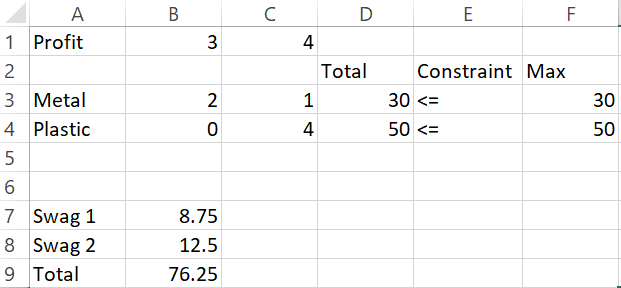 A B C D E F
1 Profit 3 4
2 Total Constraint Max
3 Metal 2 1 30 <= 30
4 Plastic 0 4 50 <= 50
5
6
7 Swag 1 8.75
8 Swag 2 12.5
9 Total 76.25